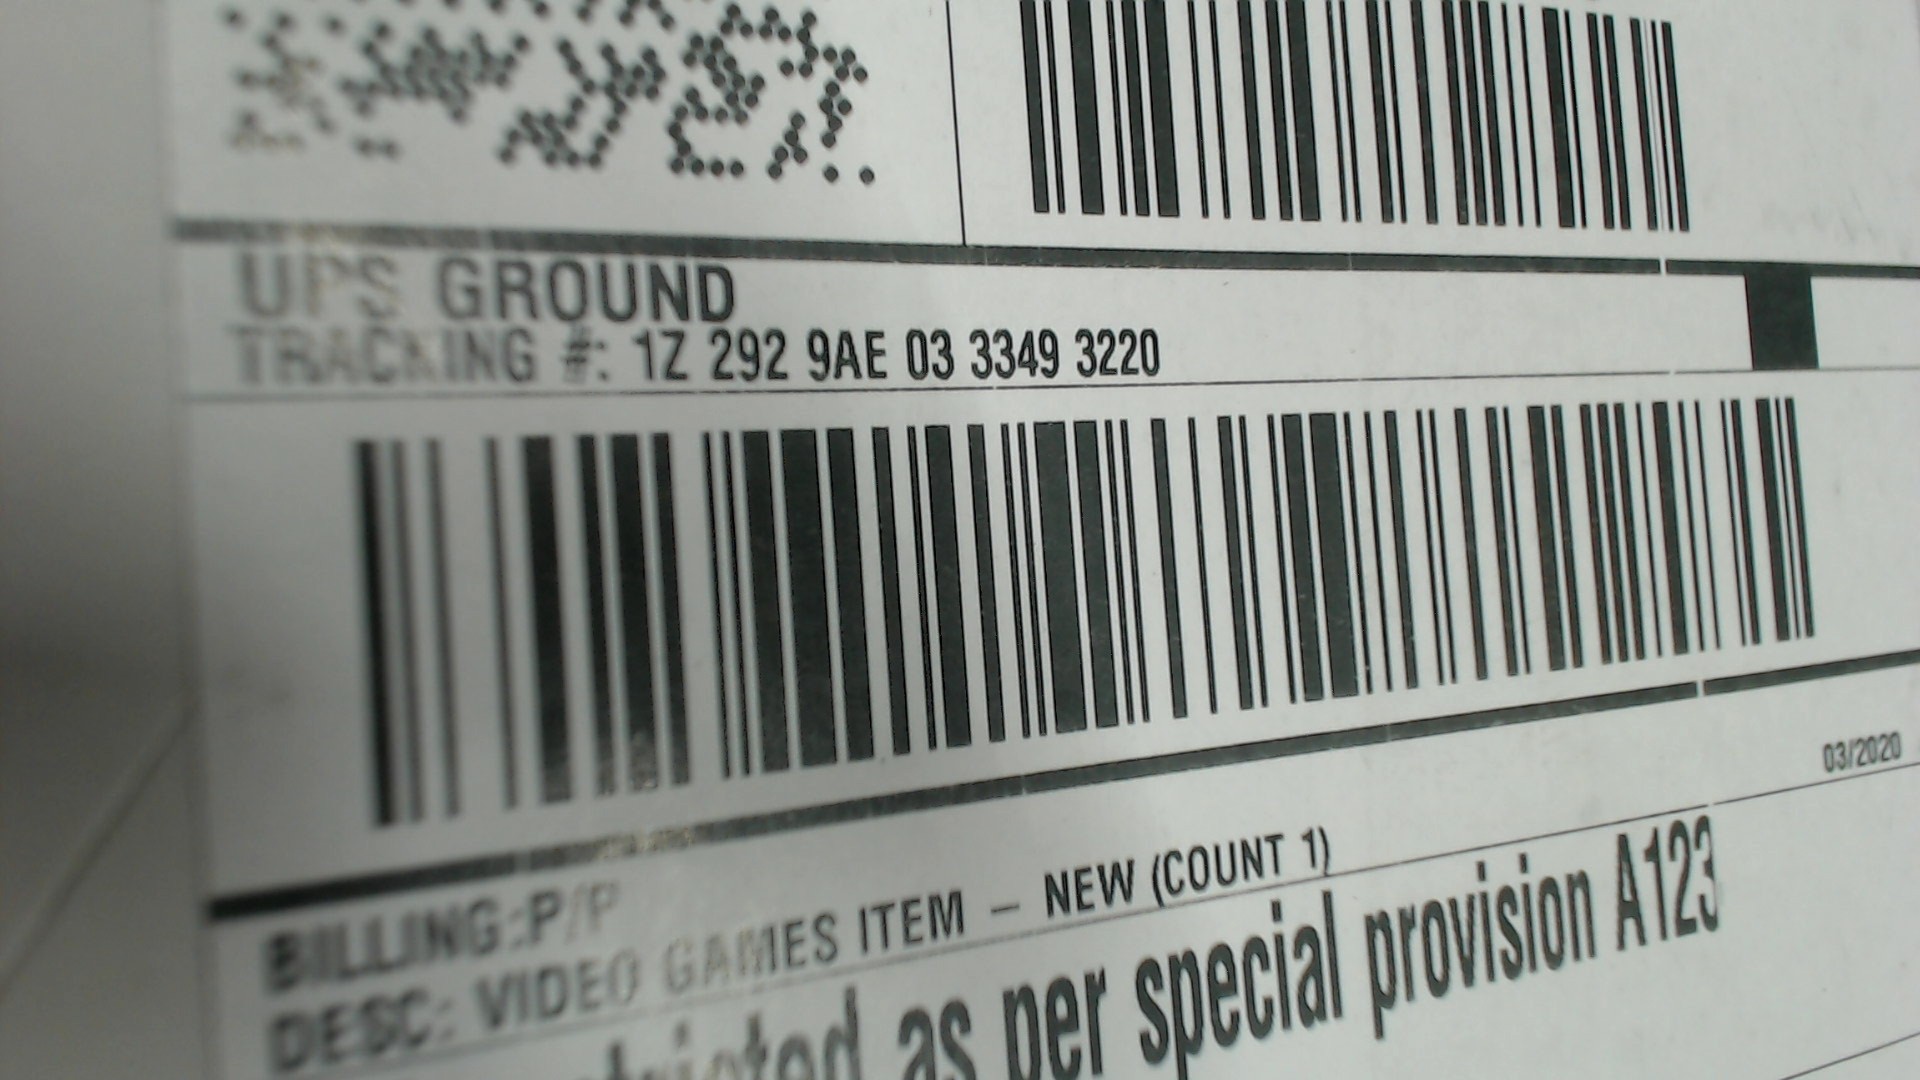 UPS GROUND
TRACKING #: 1Z 292 9AE 03 3349 3220
BILLING:P/P
DESC: VIDEO GAMES ITEM – NEW (COUNT 1)
03/2020
as per special provision A123